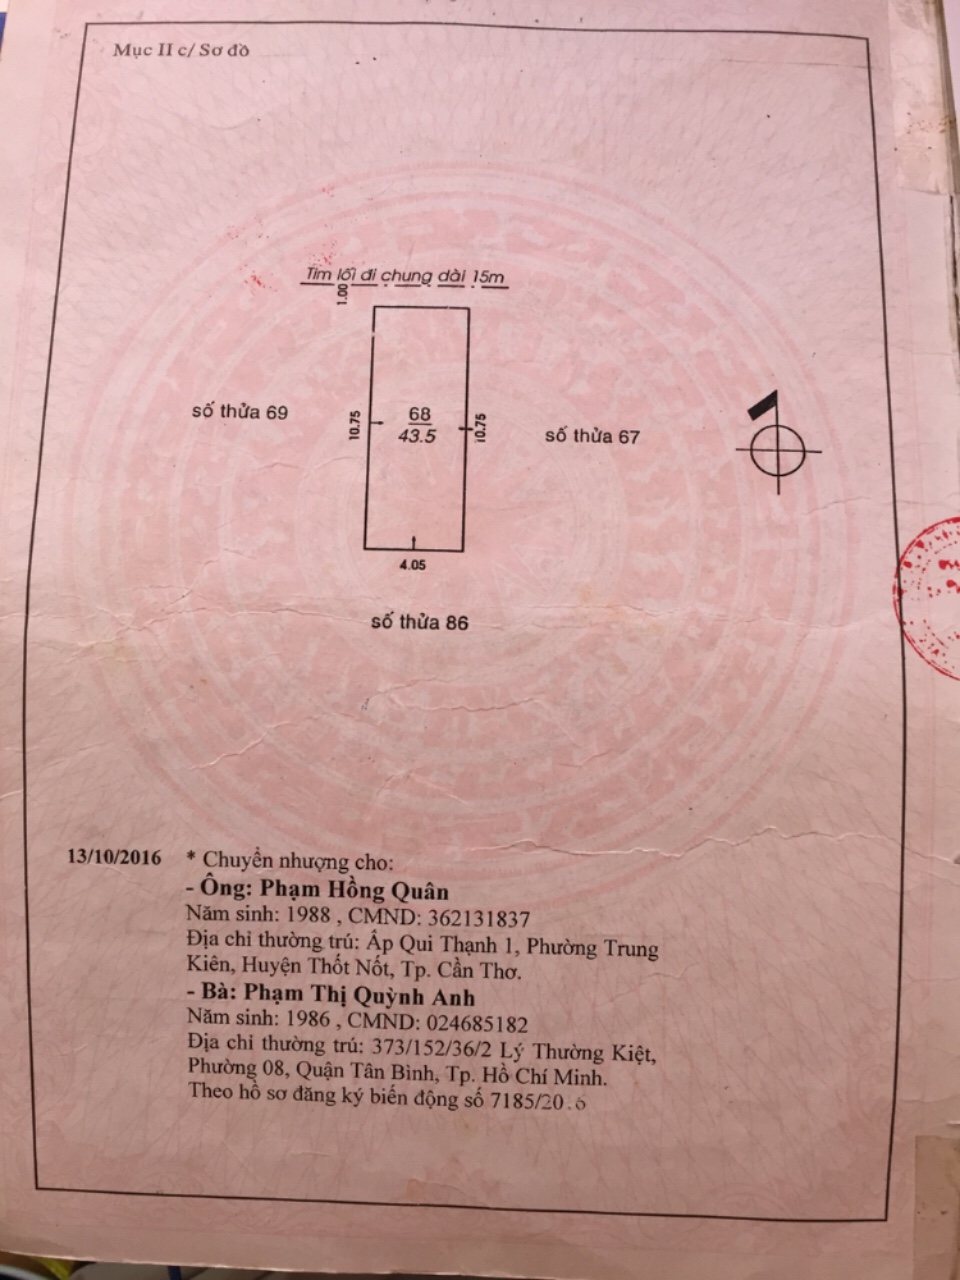 Mục II c/ Sơ đồ
Tim lối đi chung dài 15m
1.00
số thửa 69
10.75
68
43.5
10.75
số thửa 67
4.05
số thửa 86
13/10/2016 * Chuyển nhượng cho:
- Ông: Phạm Hồng Quân
Năm sinh: 1988 , CMND: 362131837
Địa chỉ thường trú: Ấp Qui Thạnh 1, Phường Trung
Kiên, Huyện Thốt Nốt, Tp. Cần Thơ.
- Bà: Phạm Thị Quỳnh Anh
Năm sinh: 1986 , CMND: 024685182
Địa chỉ thường trú: 373/152/36/2 Lý Thường Kiệt,
Phường 08, Quận Tân Bình, Tp. Hồ Chí Minh.
Theo hồ sơ đăng ký biến động số